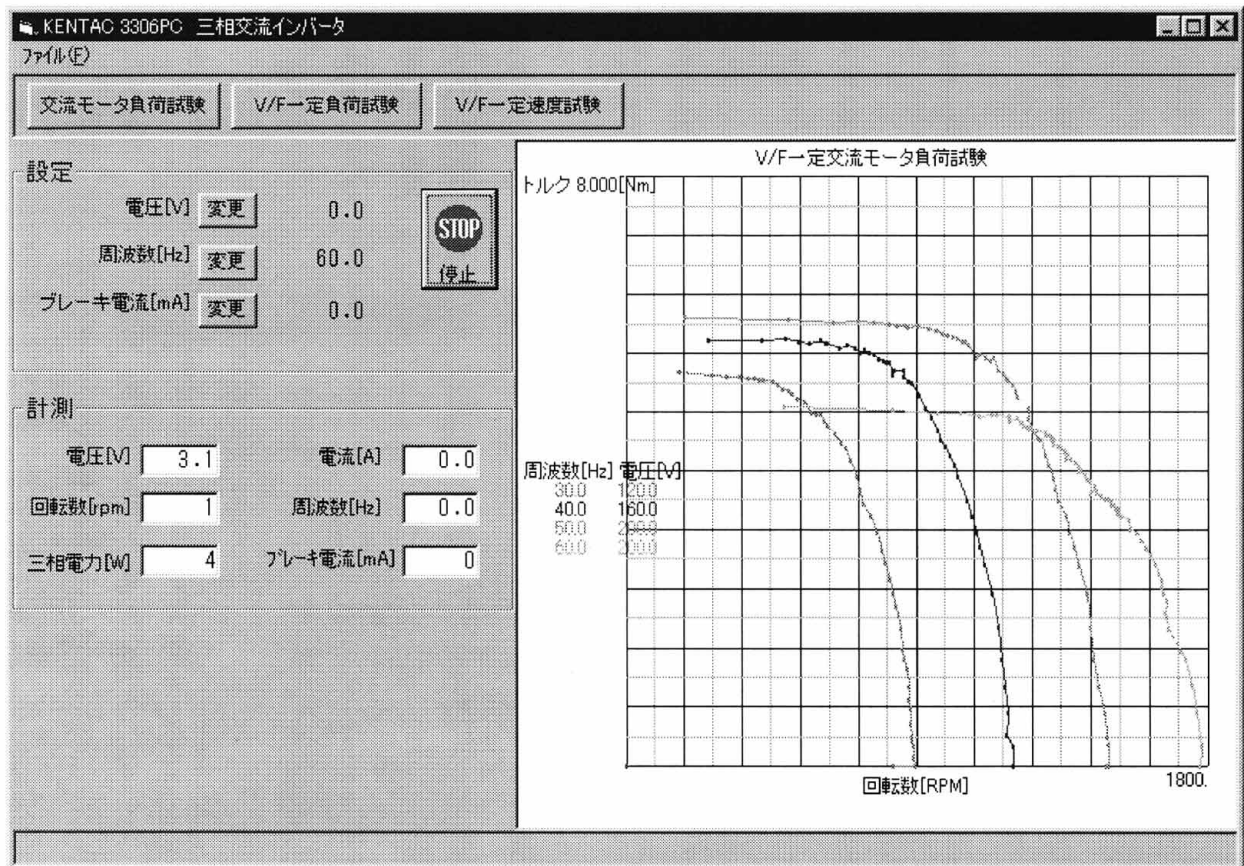 KENTAC 3306PC 三相交流インバータ
ファイル(F)
交流モータ負荷試験 V/F一定負荷試験 V/F一定速度試験
設定
電圧[V] 変更 0.0
周波数[Hz] 変更 60.0
ブレーキ電流[mA] 変更 0.0
STOP
停止
計測
電圧[V] 3.1 電流[A] 0.0
回転数[rpm] 1 周波数[Hz] 0.0
三相電力[W] 4 ブレーキ電流[mA] 0
V/F一定交流モータ負荷試験
トルク 8.000[Nm]
周波数[Hz] 電圧[V]
30.0 120.0
40.0 160.0
50.0 200.0
60.0 200.0
回転数[RPM] 1800.